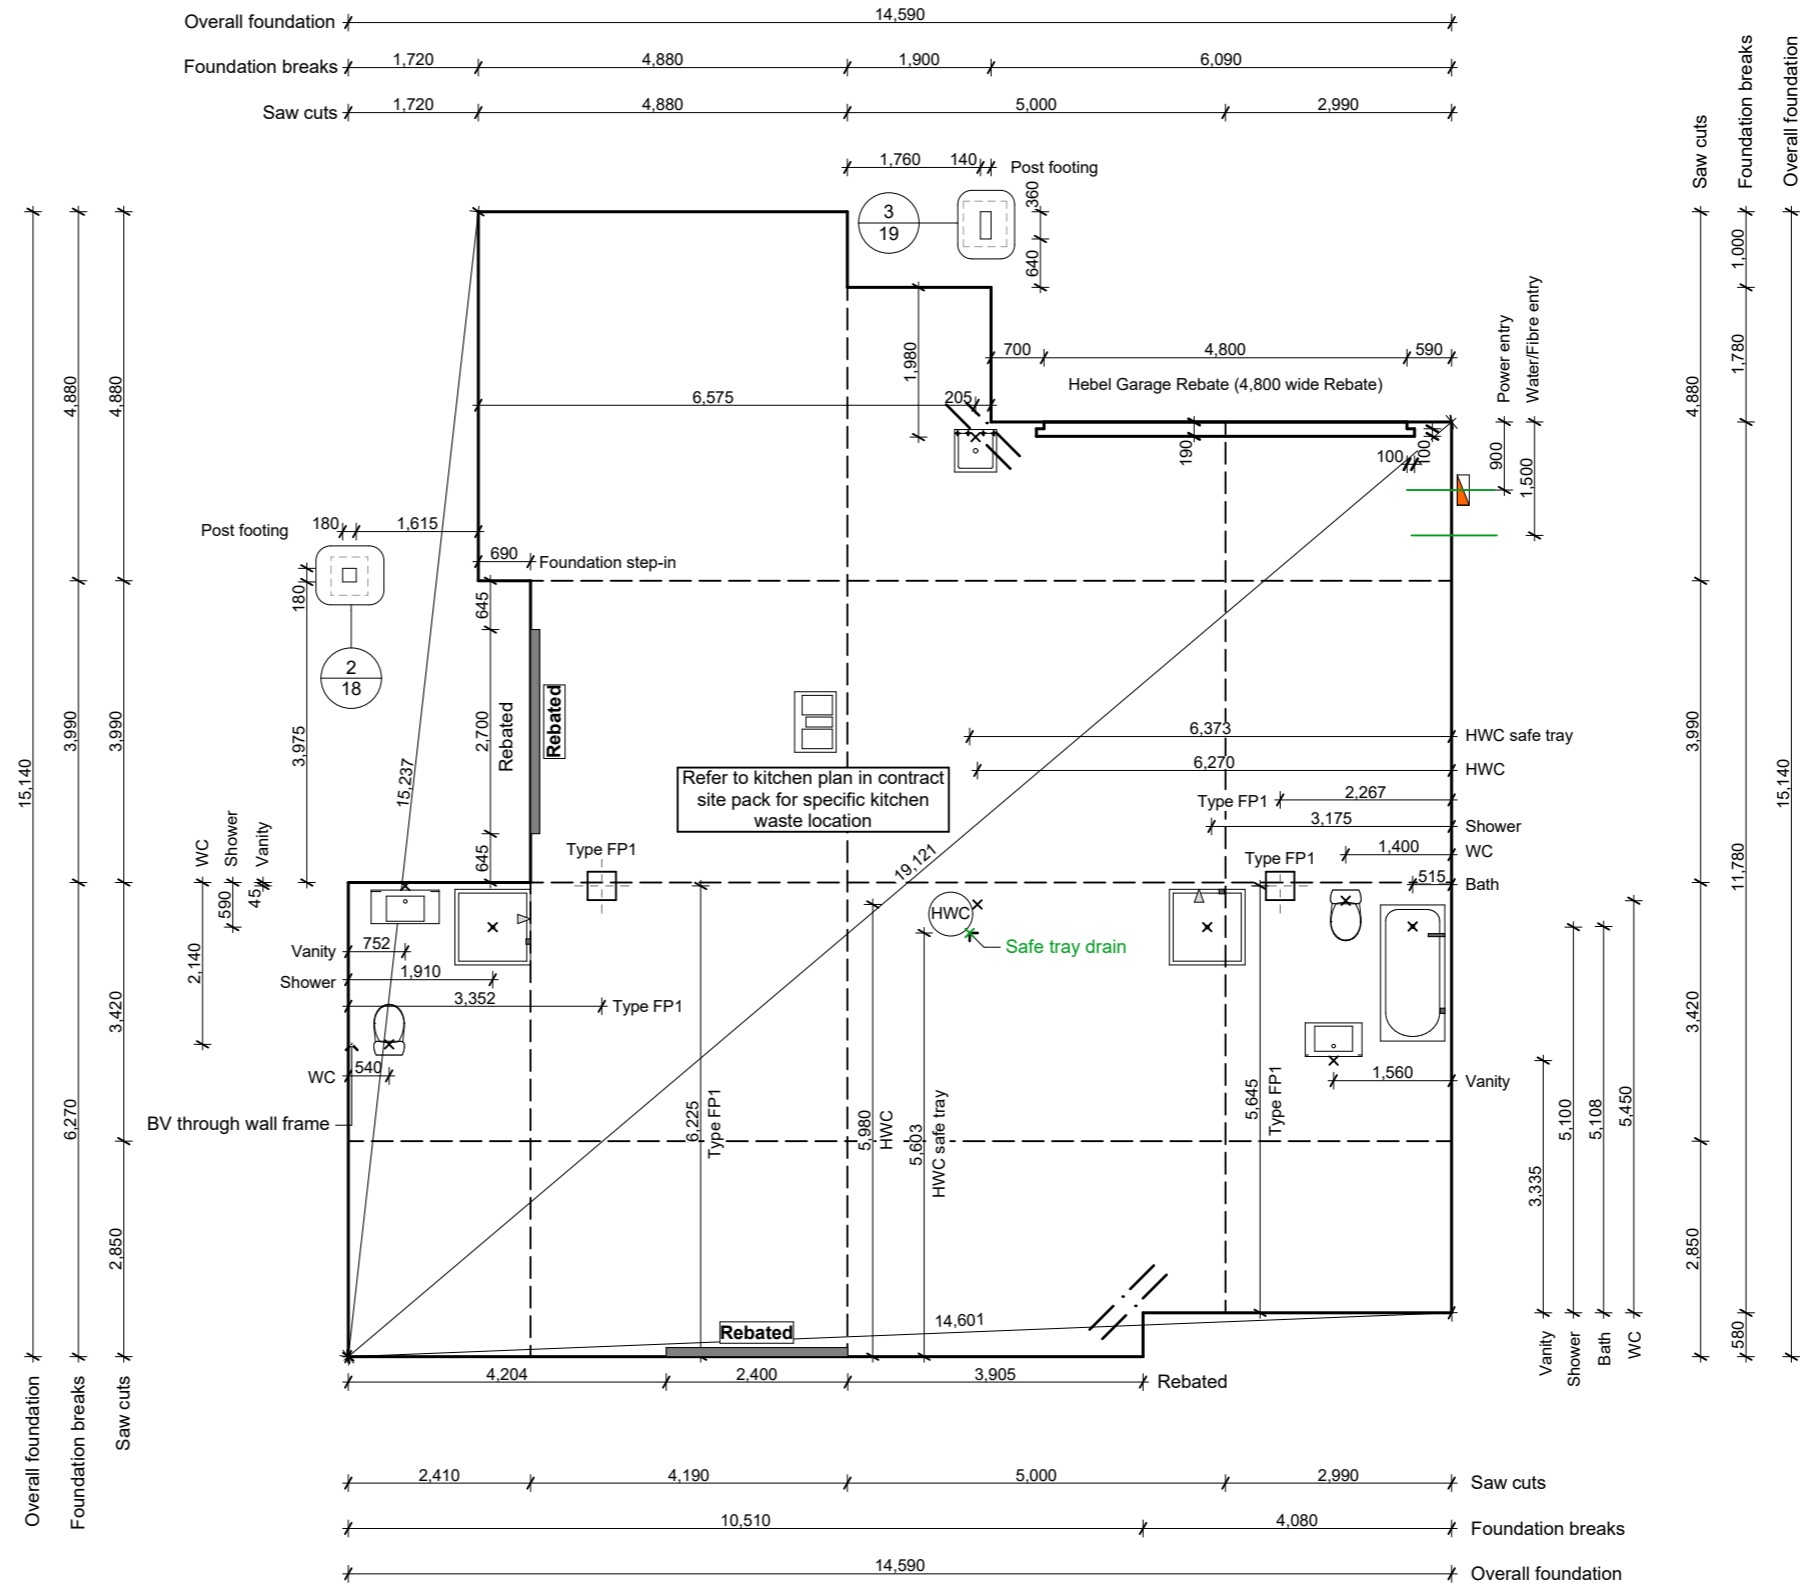 Overall foundation 14,590
Foundation breaks 1,720 4,880 1,900 6,090
Saw cuts 1,720 4,880 5,000 2,990
1,760 140 Post footing
3
19
360
640
1,980
700 4,800 590
Hebel Garage Rebate (4,800 wide Rebate)
6,575 205
190
100
100
Power entry
900
Water/Fibre entry
1,500
Saw cuts
4,880
3,990
3,420
2,850
Foundation breaks
1,000
1,780
11,780
580
Overall foundation
15,140
Post footing 180 1,615
690 Foundation step-in
180
3,975
2
18
645
2,700
645
Rebated
Rebated
15,237
19,121
14,601
Refer to kitchen plan in contract
site pack for specific kitchen
waste location
6,373 HWC safe tray
6,270 HWC
Type FP1 2,267
3,175 Shower
1,400 WC
515 Bath
Type FP1
Type FP1
HWC
Safe tray drain
WC
2,140
Shower
590
Vanity
45
Vanity 752
Shower 1,910
3,352 Type FP1
WC 540
BV through wall frame
6,225
Type FP1
5,980
HWC
5,603
HWC safe tray
5,645
Type FP1
1,560 Vanity
3,335
Vanity
5,100
Shower
5,108
Bath
5,450
WC
Rebated
4,204 2,400 3,905 Rebated
15,140
Overall foundation
4,880
3,990
6,270
Foundation breaks
4,880
3,990
3,420
2,850
Saw cuts
2,410 4,190 5,000 2,990 Saw cuts
10,510 4,080 Foundation breaks
14,590 Overall foundation